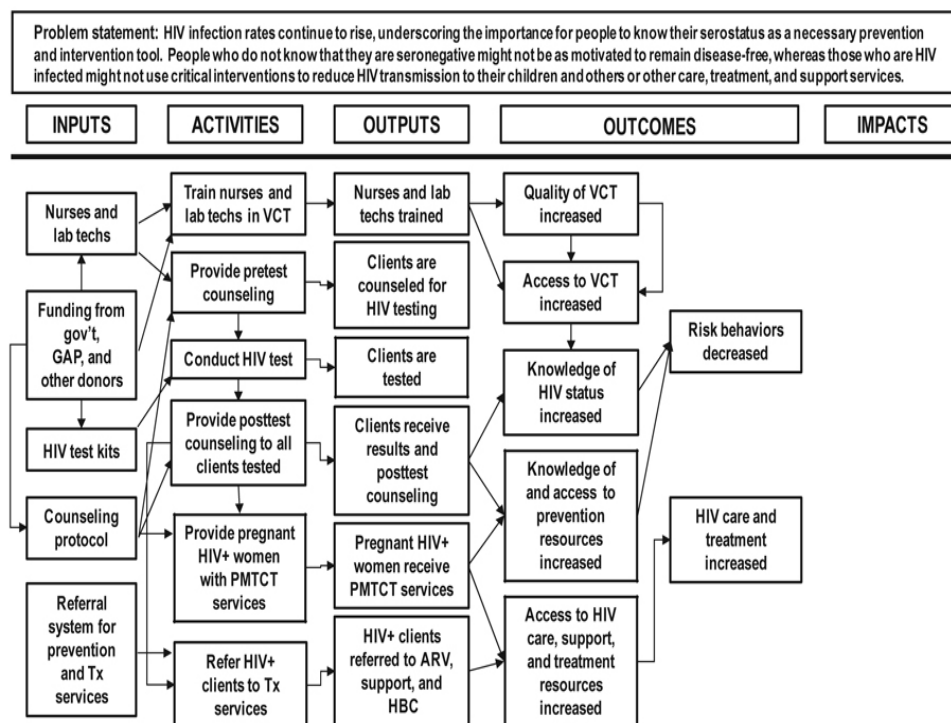 Problem statement: HIV infection rates continue to rise, underscoring the importance for people to know their serostatus as a necessary prevention
and intervention tool. People who do not know that they are seronegative might not be as motivated to remain disease-free, whereas those who are HIV
infected might not use critical interventions to reduce HIV transmission to their children and others or other care, treatment, and support services.
INPUTS
ACTIVITIES
OUTPUTS
OUTCOMES
IMPACTS
Nurses and
lab techs
Funding from
gov't,
GAP, and
other donors
HIV test kits
Counseling
protocol
Referral
system for
prevention
and Tx
services
Train nurses and
lab techs in VCT
Provide pretest
counseling
Conduct HIV test
Provide posttest
counseling to all
clients tested
Provide pregnant
HIV+ women
with PMTCT
services
Refer HIV+
clients to Tx
services
Nurses and lab
techs trained
Clients are
counseled for
HIV testing
Clients are
tested
Clients receive
results and
posttest
counseling
Pregnant HIV+
women receive
PMTCT services
HIV+ clients
referred to ARV,
support, and
HBC
Quality of VCT
increased
Access to VCT
increased
Knowledge of
HIV status
increased
Knowledge of
and access to
prevention
resources
increased
Access to HIV
care, support,
and treatment
resources
increased
Risk behaviors
decreased
HIV care and
treatment
increased